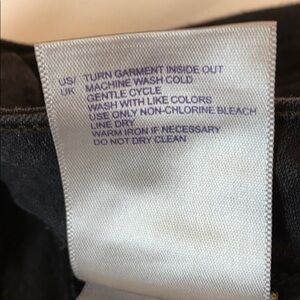 US/ TURN GARMENT INSIDE OUT
UK MACHINE WASH COLD
GENTLE CYCLE
WASH WITH LIKE COLORS
USE ONLY NON-CHLORINE BLEACH
LINE DRY
WARM IRON IF NECESSARY
DO NOT DRY CLEAN